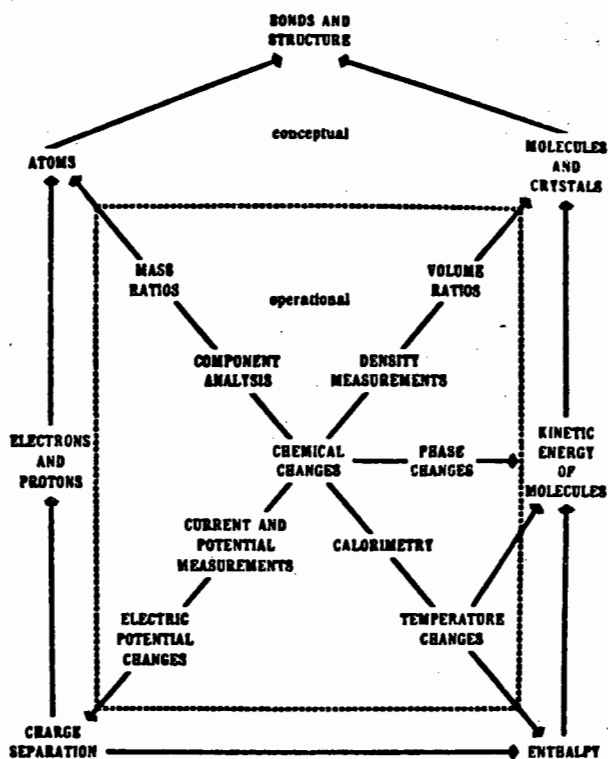 BONDS AND
STRUCTURE
conceptual
ATOMS
MOLECULES
AND
CRYSTALS
MASS
RATIOS
VOLUME
RATIOS
operational
COMPONENT
ANALYSIS
DENSITY
MEASUREMENTS
ELECTRONS
AND
PROTONS
CHEMICAL
CHANGES
PHASE
CHANGES
KINETIC
ENERGY
OF
MOLECULES
CURRENT AND
POTENTIAL
MEASUREMENTS
CALORIMETRY
ELECTRIC
POTENTIAL
CHANGES
TEMPERATURE
CHANGES
CHARGE
SEPARATION
ENTHALPY